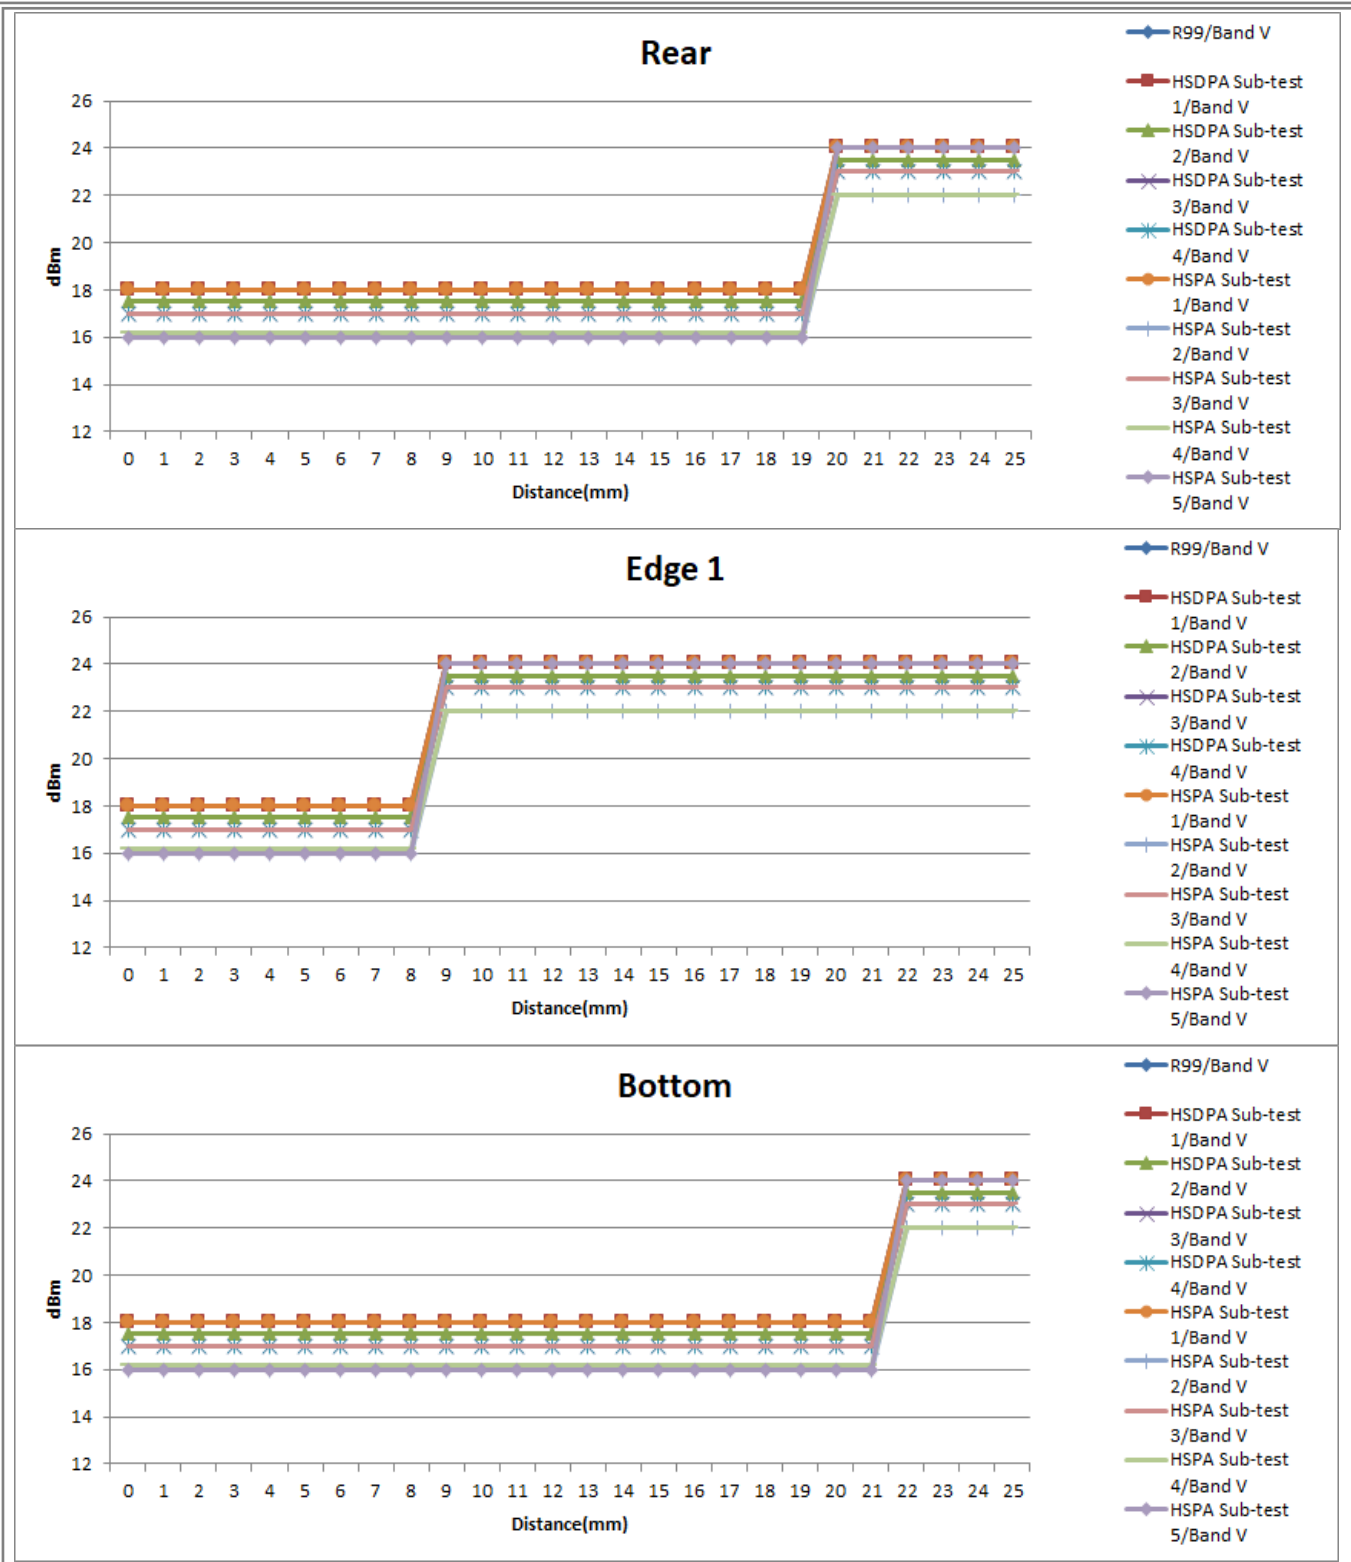 Rear
26
24
22
20
18
16
14
12
dBm
0 1 2 3 4 5 6 7 8 9 10 11 12 13 14 15 16 17 18 19 20 21 22 23 24 25
Distance(mm)
R99/Band V
HSDPA Sub-test
1/Band V
HSDPA Sub-test
2/Band V
HSDPA Sub-test
3/Band V
HSDPA Sub-test
4/Band V
HSPA Sub-test
1/Band V
HSPA Sub-test
2/Band V
HSPA Sub-test
3/Band V
HSPA Sub-test
4/Band V
HSPA Sub-test
5/Band V
Edge 1
26
24
22
20
18
16
14
12
dBm
0 1 2 3 4 5 6 7 8 9 10 11 12 13 14 15 16 17 18 19 20 21 22 23 24 25
Distance(mm)
R99/Band V
HSDPA Sub-test
1/Band V
HSDPA Sub-test
2/Band V
HSDPA Sub-test
3/Band V
HSDPA Sub-test
4/Band V
HSPA Sub-test
1/Band V
HSPA Sub-test
2/Band V
HSPA Sub-test
3/Band V
HSPA Sub-test
4/Band V
HSPA Sub-test
5/Band V
Bottom
26
24
22
20
18
16
14
12
dBm
0 1 2 3 4 5 6 7 8 9 10 11 12 13 14 15 16 17 18 19 20 21 22 23 24 25
Distance(mm)
R99/Band V
HSDPA Sub-test
1/Band V
HSDPA Sub-test
2/Band V
HSDPA Sub-test
3/Band V
HSDPA Sub-test
4/Band V
HSPA Sub-test
1/Band V
HSPA Sub-test
2/Band V
HSPA Sub-test
3/Band V
HSPA Sub-test
4/Band V
HSPA Sub-test
5/Band V